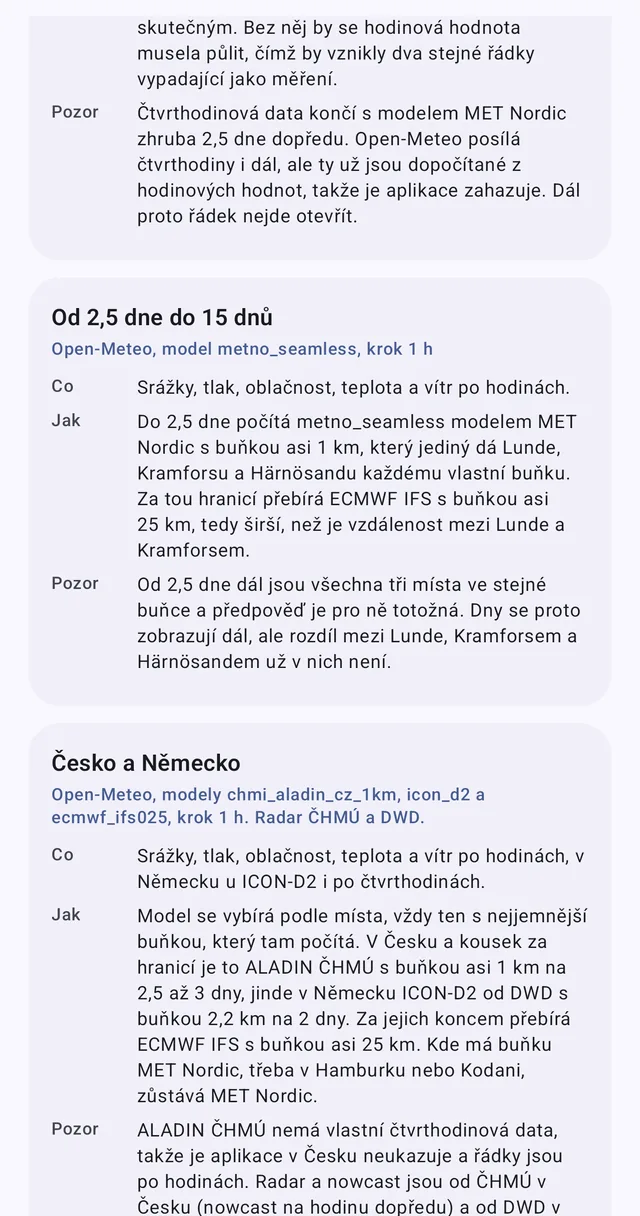 skutečným. Bez něj by se hodinová hodnota
musela půlit, čímž by vznikly dva stejné řádky
vypadající jako měření.
Pozor
Čtvrthodinová data končí s modelem MET Nordic
zhruba 2,5 dne dopředu. Open-Meteo posílá
čtvrthodiny i dál, ale ty už jsou dopočítané z
hodinových hodnot, takže je aplikace zahazuje. Dál
proto řádek nejde otevřít.
Od 2,5 dne do 15 dnů
Open-Meteo, model metno_seamless, krok 1 h
Co
Srážky, tlak, oblačnost, teplota a vítr po hodinách.
Jak
Do 2,5 dne počítá metno_seamless modelem MET
Nordic s buňkou asi 1 km, který jediný dá Lunde,
Kramforsu a Härnösandu každému vlastní buňku.
Za tou hranicí přebírá ECMWF IFS s buňkou asi
25 km, tedy širší, než je vzdálenost mezi Lunde a
Kramforsem.
Pozor
Od 2,5 dne dál jsou všechna tři místa ve stejné
buňce a předpověď je pro ně totožná. Dny se proto
zobrazují dál, ale rozdíl mezi Lunde, Kramforsem a
Härnösandem už v nich není.
Česko a Německo
Open-Meteo, modely chmi_aladin_cz_1km, icon_d2 a
ecmwf_ifs025, krok 1 h. Radar ČHMÚ a DWD.
Co
Srážky, tlak, oblačnost, teplota a vítr po hodinách, v
Německu u ICON-D2 i po čtvrthodinách.
Jak
Model se vybírá podle místa, vždy ten s nejjemnější
buňkou, který tam počítá. V Česku a kousek za
hranicí je to ALADIN ČHMÚ s buňkou asi 1 km na
2,5 až 3 dny, jinde v Německu ICON-D2 od DWD s
buňkou 2,2 km na 2 dny. Za jejich koncem přebírá
ECMWF IFS s buňkou asi 25 km. Kde má buňku
MET Nordic, třeba v Hamburku nebo Kodani,
zůstává MET Nordic.
Pozor
ALADIN ČHMÚ nemá vlastní čtvrthodinová data,
takže je aplikace v Česku neukazuje a řádky jsou
po hodinách. Radar a nowcast jsou od ČHMÚ v
Česku (nowcast na hodinu dopředu) a od DWD v